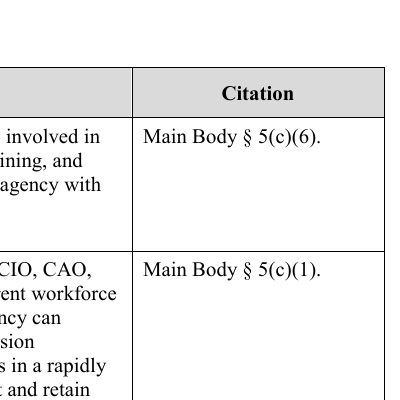 Citation
involved in
ining, and
agency with
Main Body § 5(c)(6).
CIO, CAO,
ent workforce
ncy can
sion
s in a rapidly
and retain
Main Body § 5(c)(1).